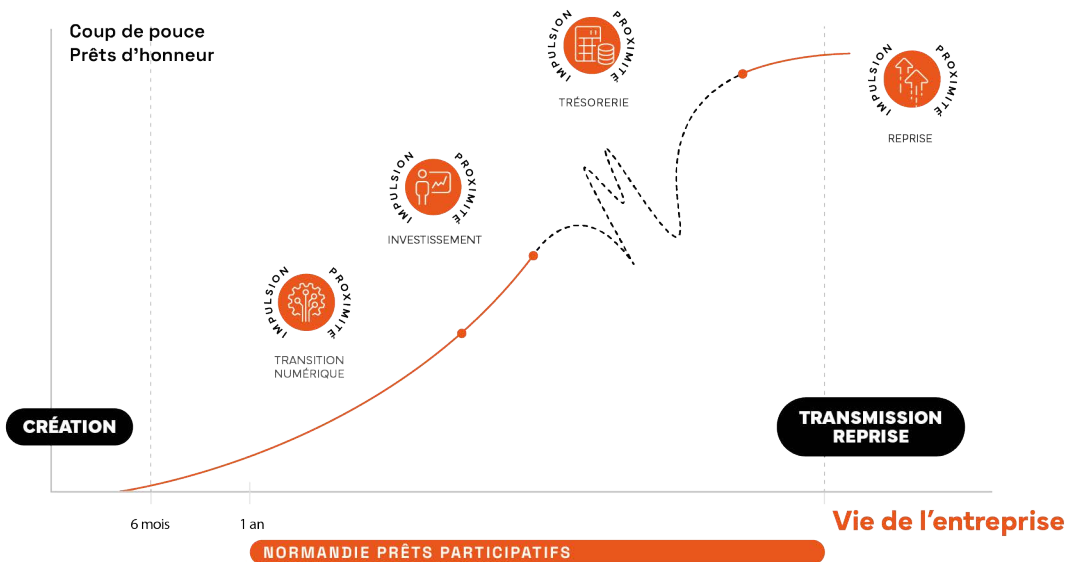 Coup de pouce
Prêts d'honneur
IMPULSION PROXIMITÉ
TRÉSORERIE
IMPULSION PROXIMITÉ
REPRISE
IMPULSION PROXIMITÉ
INVESTISSEMENT
IMPULSION PROXIMITÉ
TRANSITION
NUMÉRIQUE
CRÉATION
TRANSMISSION
REPRISE
6 mois
1 an
Vie de l'entreprise
NORMANDIE PRÊTS PARTICIPATIFS